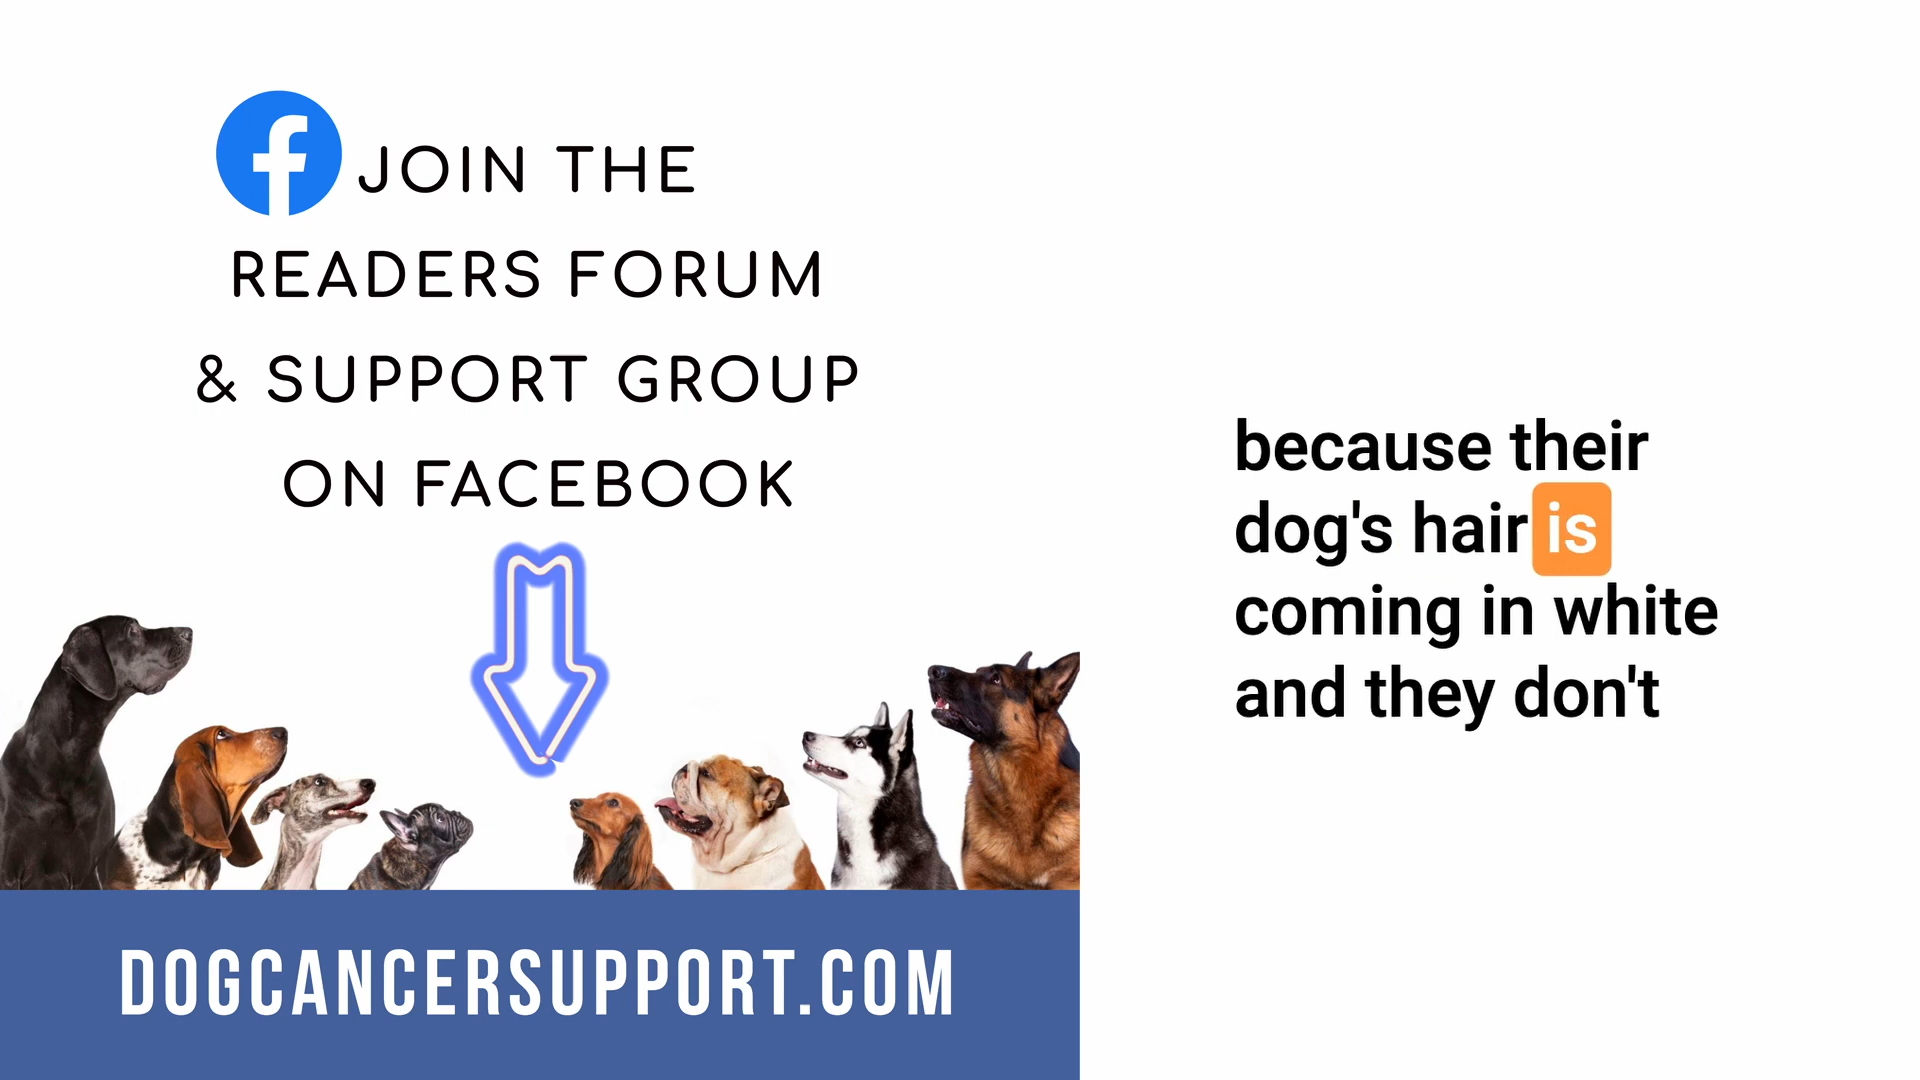 JOIN THE
READERS FORUM
& SUPPORT GROUP
ON FACEBOOK
DOGCANCERSUPPORT.COM
because their
dog's hair is
coming in white
and they don't